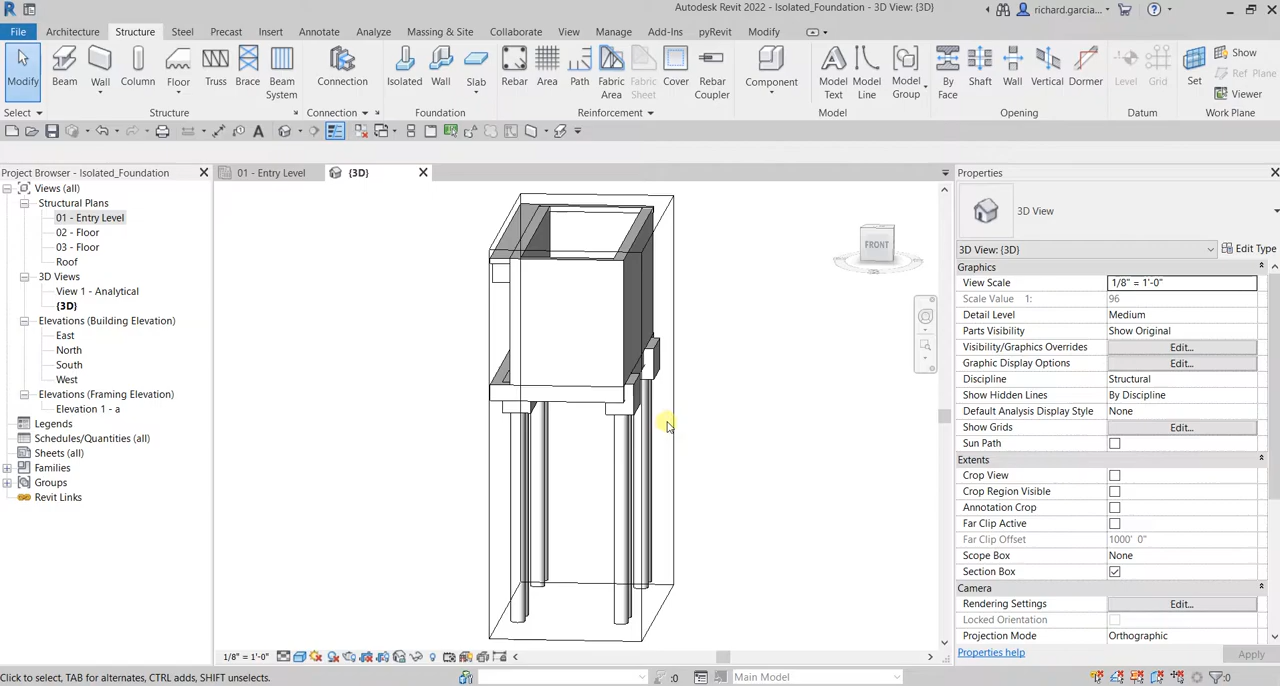 Autodesk Revit 2022 - Isolated_Foundation - 3D View: {3D}
richard.garcia...
File Architecture Structure Steel Precast Insert Annotate Analyze Massing & Site Collaborate View Manage Add-Ins pyRevit Modify
Modify Beam Wall Column Floor Truss Brace Beam System Connection Isolated Wall Slab Rebar Area Path Fabric Area Fabric Sheet Cover Rebar Coupler Component Model Text Model Line Model Group By Face Shaft Wall Vertical Dormer Level Grid Set Show Ref Plane Viewer
Select Structure Connection Foundation Reinforcement Model Opening Datum Work Plane
Project Browser - Isolated_Foundation
01 - Entry Level
{3D}
Properties
Views (all)
Structural Plans
01 - Entry Level
02 - Floor
03 - Floor
Roof
3D Views
View 1 - Analytical
{3D}
Elevations (Building Elevation)
East
North
South
West
Elevations (Framing Elevation)
Elevation 1 - a
Legends
Schedules/Quantities (all)
Sheets (all)
Families
Groups
Revit Links
FRONT
3D View
3D View: {3D} Edit Type
Graphics
View Scale 1/8" = 1'-0"
Scale Value 1: 96
Detail Level Medium
Parts Visibility Show Original
Visibility/Graphics Overrides Edit...
Graphic Display Options Edit...
Discipline Structural
Show Hidden Lines By Discipline
Default Analysis Display Style None
Show Grids Edit...
Sun Path
Extents
Crop View
Crop Region Visible
Annotation Crop
Far Clip Active
Far Clip Offset 1000' 0"
Scope Box None
Section Box
Camera
Rendering Settings Edit...
Locked Orientation
Projection Mode Orthographic
Properties help Apply
1/8" = 1'-0"
Click to select, TAB for alternates, CTRL adds, SHIFT unselects.
:0
Main Model
:0